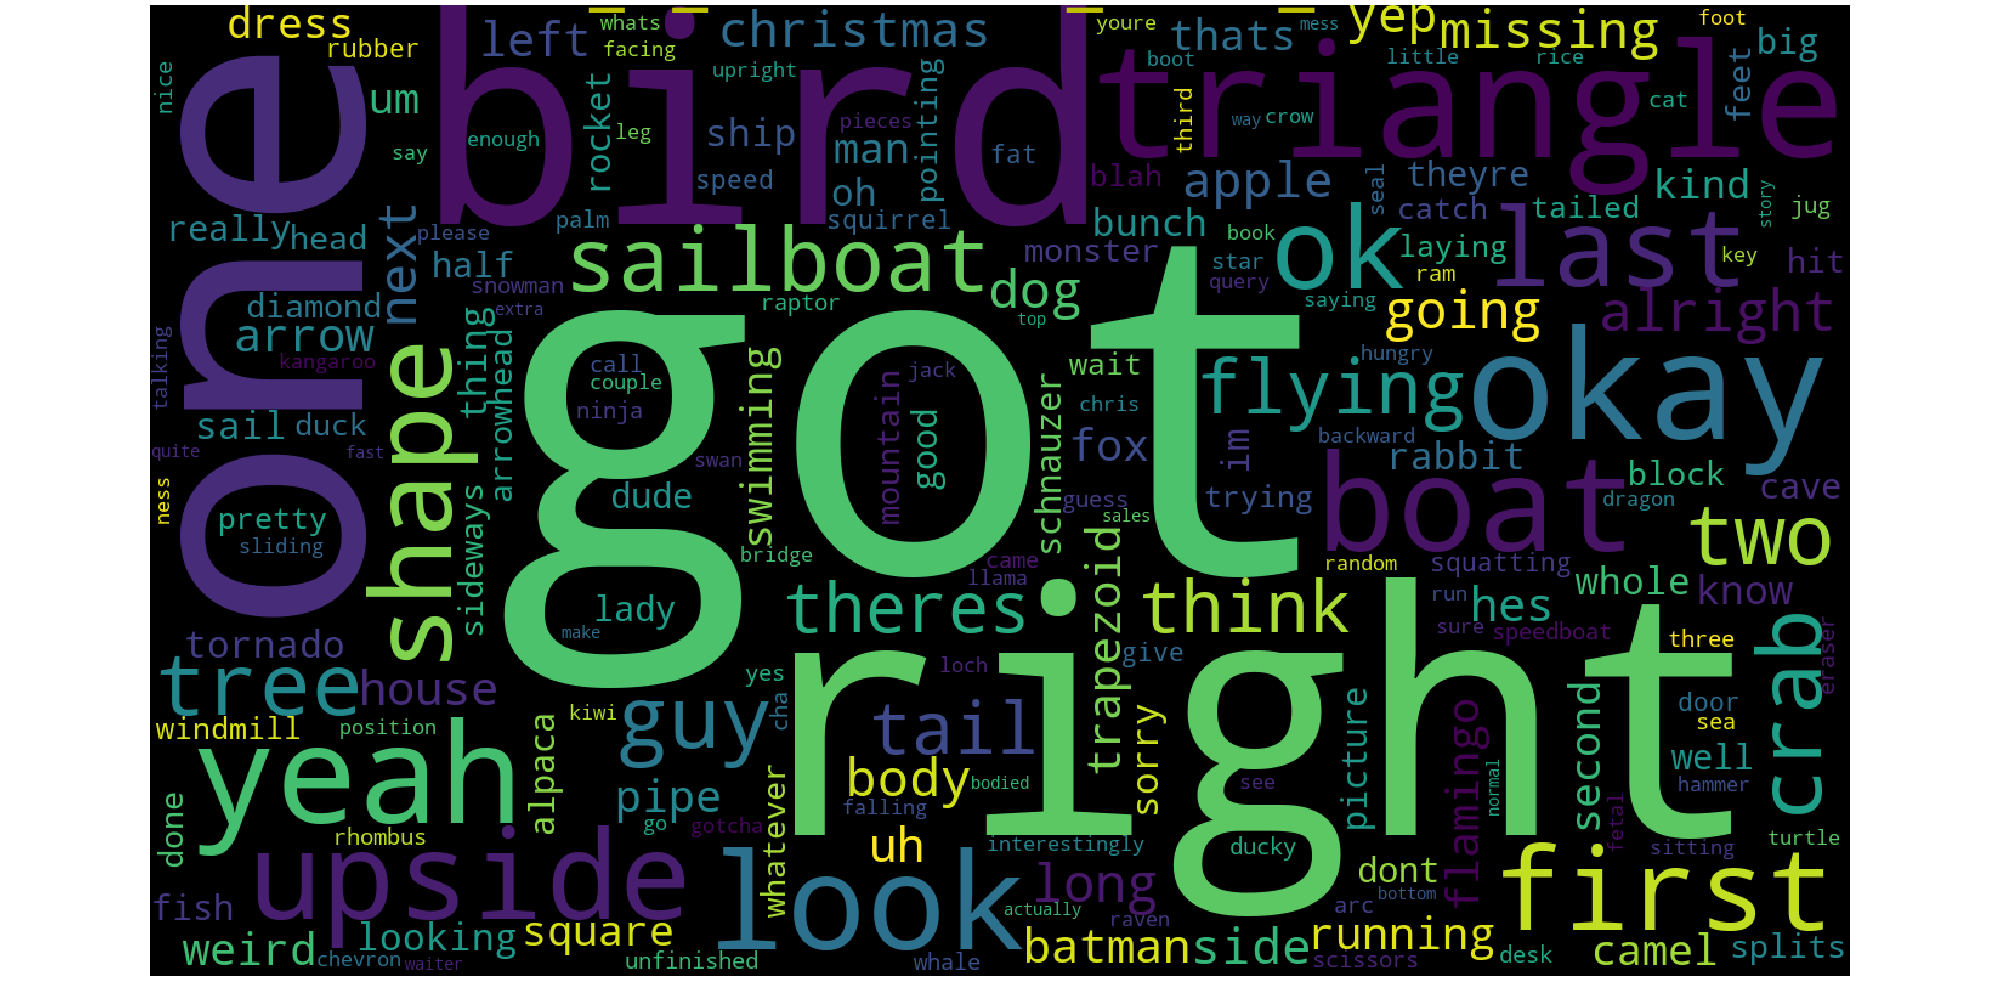 dress
rubber
left
whats
facing
christmas
youre
thats
mess
yep
missing
foot
big
nice
um
one
bird
triangle
rocket
upright
ship
pieces
man
pointing
fat
boot
little
rice
third
way
crow
cat
feet
say
enough
leg
speed
oh
blah
apple
seal
theyre
kind
story
jug
really
head
next
please
palm
squirrel
bunch
catch
tailed
half
snowman
extra
sailboat
monster
book
star
query
ok
laying
ram
last
key
hit
diamond
arrow
kangaroo
talking
thing
raptor
dog
top
saying
going
alright
shape
arrowhead
call
couple
ninja
got
mountain
jack
good
wait
chris
hungry
flying
okay
sail
duck
quite
fast
swimming
swan
schnauzer
fox
im
backward
rabbit
block
cave
ness
pretty
sliding
sideways
dude
guess
sales
trying
boat
dragon
two
bridge
came
llama
trapezoid
random
squatting
whole
know
lady
make
theres
think
run
hes
sure
speedboat
three
crab
eraser
tornado
tree
house
yes
loch
give
right
windmill
position
kiwi
cha
guy
tail
sorry
picture
flamingo
second
door
sea
well
hammer
yeah
alpaca
pipe
go
gotcha
body
bodied
falling
see
normal
fetal
done
rhombus
whatever
uh
interestingly
ducky
turtle
sitting
upside
look
long
dont
bottom
arc
first
fish
actually
raven
weird
chevron
looking
waiter
square
unfinished
whale
batman
side
running
scissors
desk
camel
splits